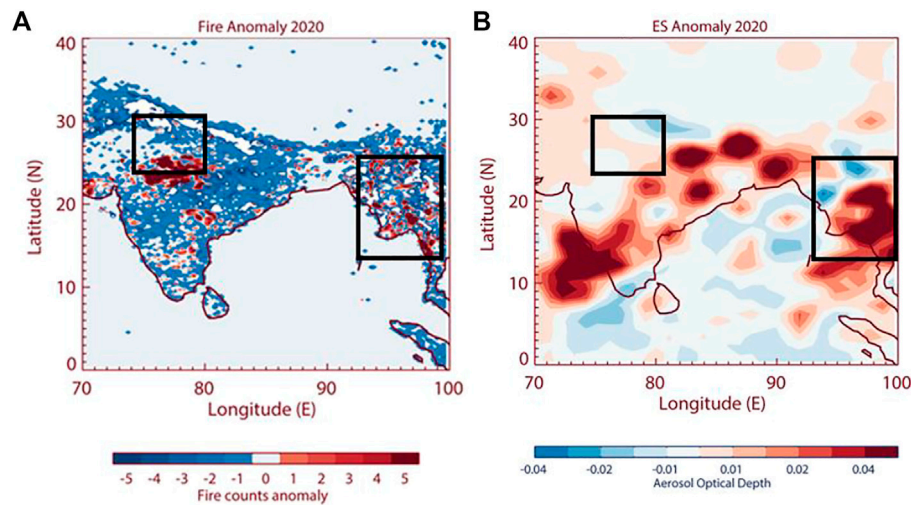 A
Fire Anomaly 2020
40
30
20
10
0
Latitude (N)
70 80 90 100
Longitude (E)
-5 -4 -3 -2 -1 0 1 2 3 4 5
Fire counts anomaly
B
ES Anomaly 2020
40
30
20
10
0
Latitude (N)
70 80 90 100
Longitude (E)
-0.04 -0.02 -0.01 0.01 0.02 0.04
Aerosol Optical Depth